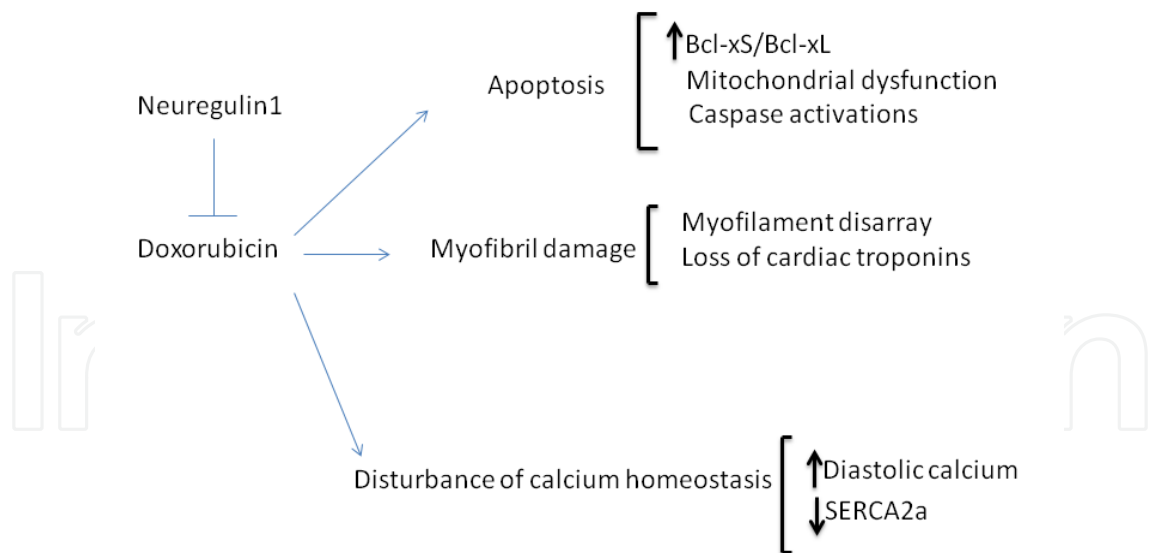 Neuregulin1
Doxorubicin
Apoptosis
↑Bcl-xS/Bcl-xL
Mitochondrial dysfunction
Caspase activations
Myofibril damage
Myofilament disarray
Loss of cardiac troponins
Disturbance of calcium homeostasis
↑Diastolic calcium
↓SERCA2a